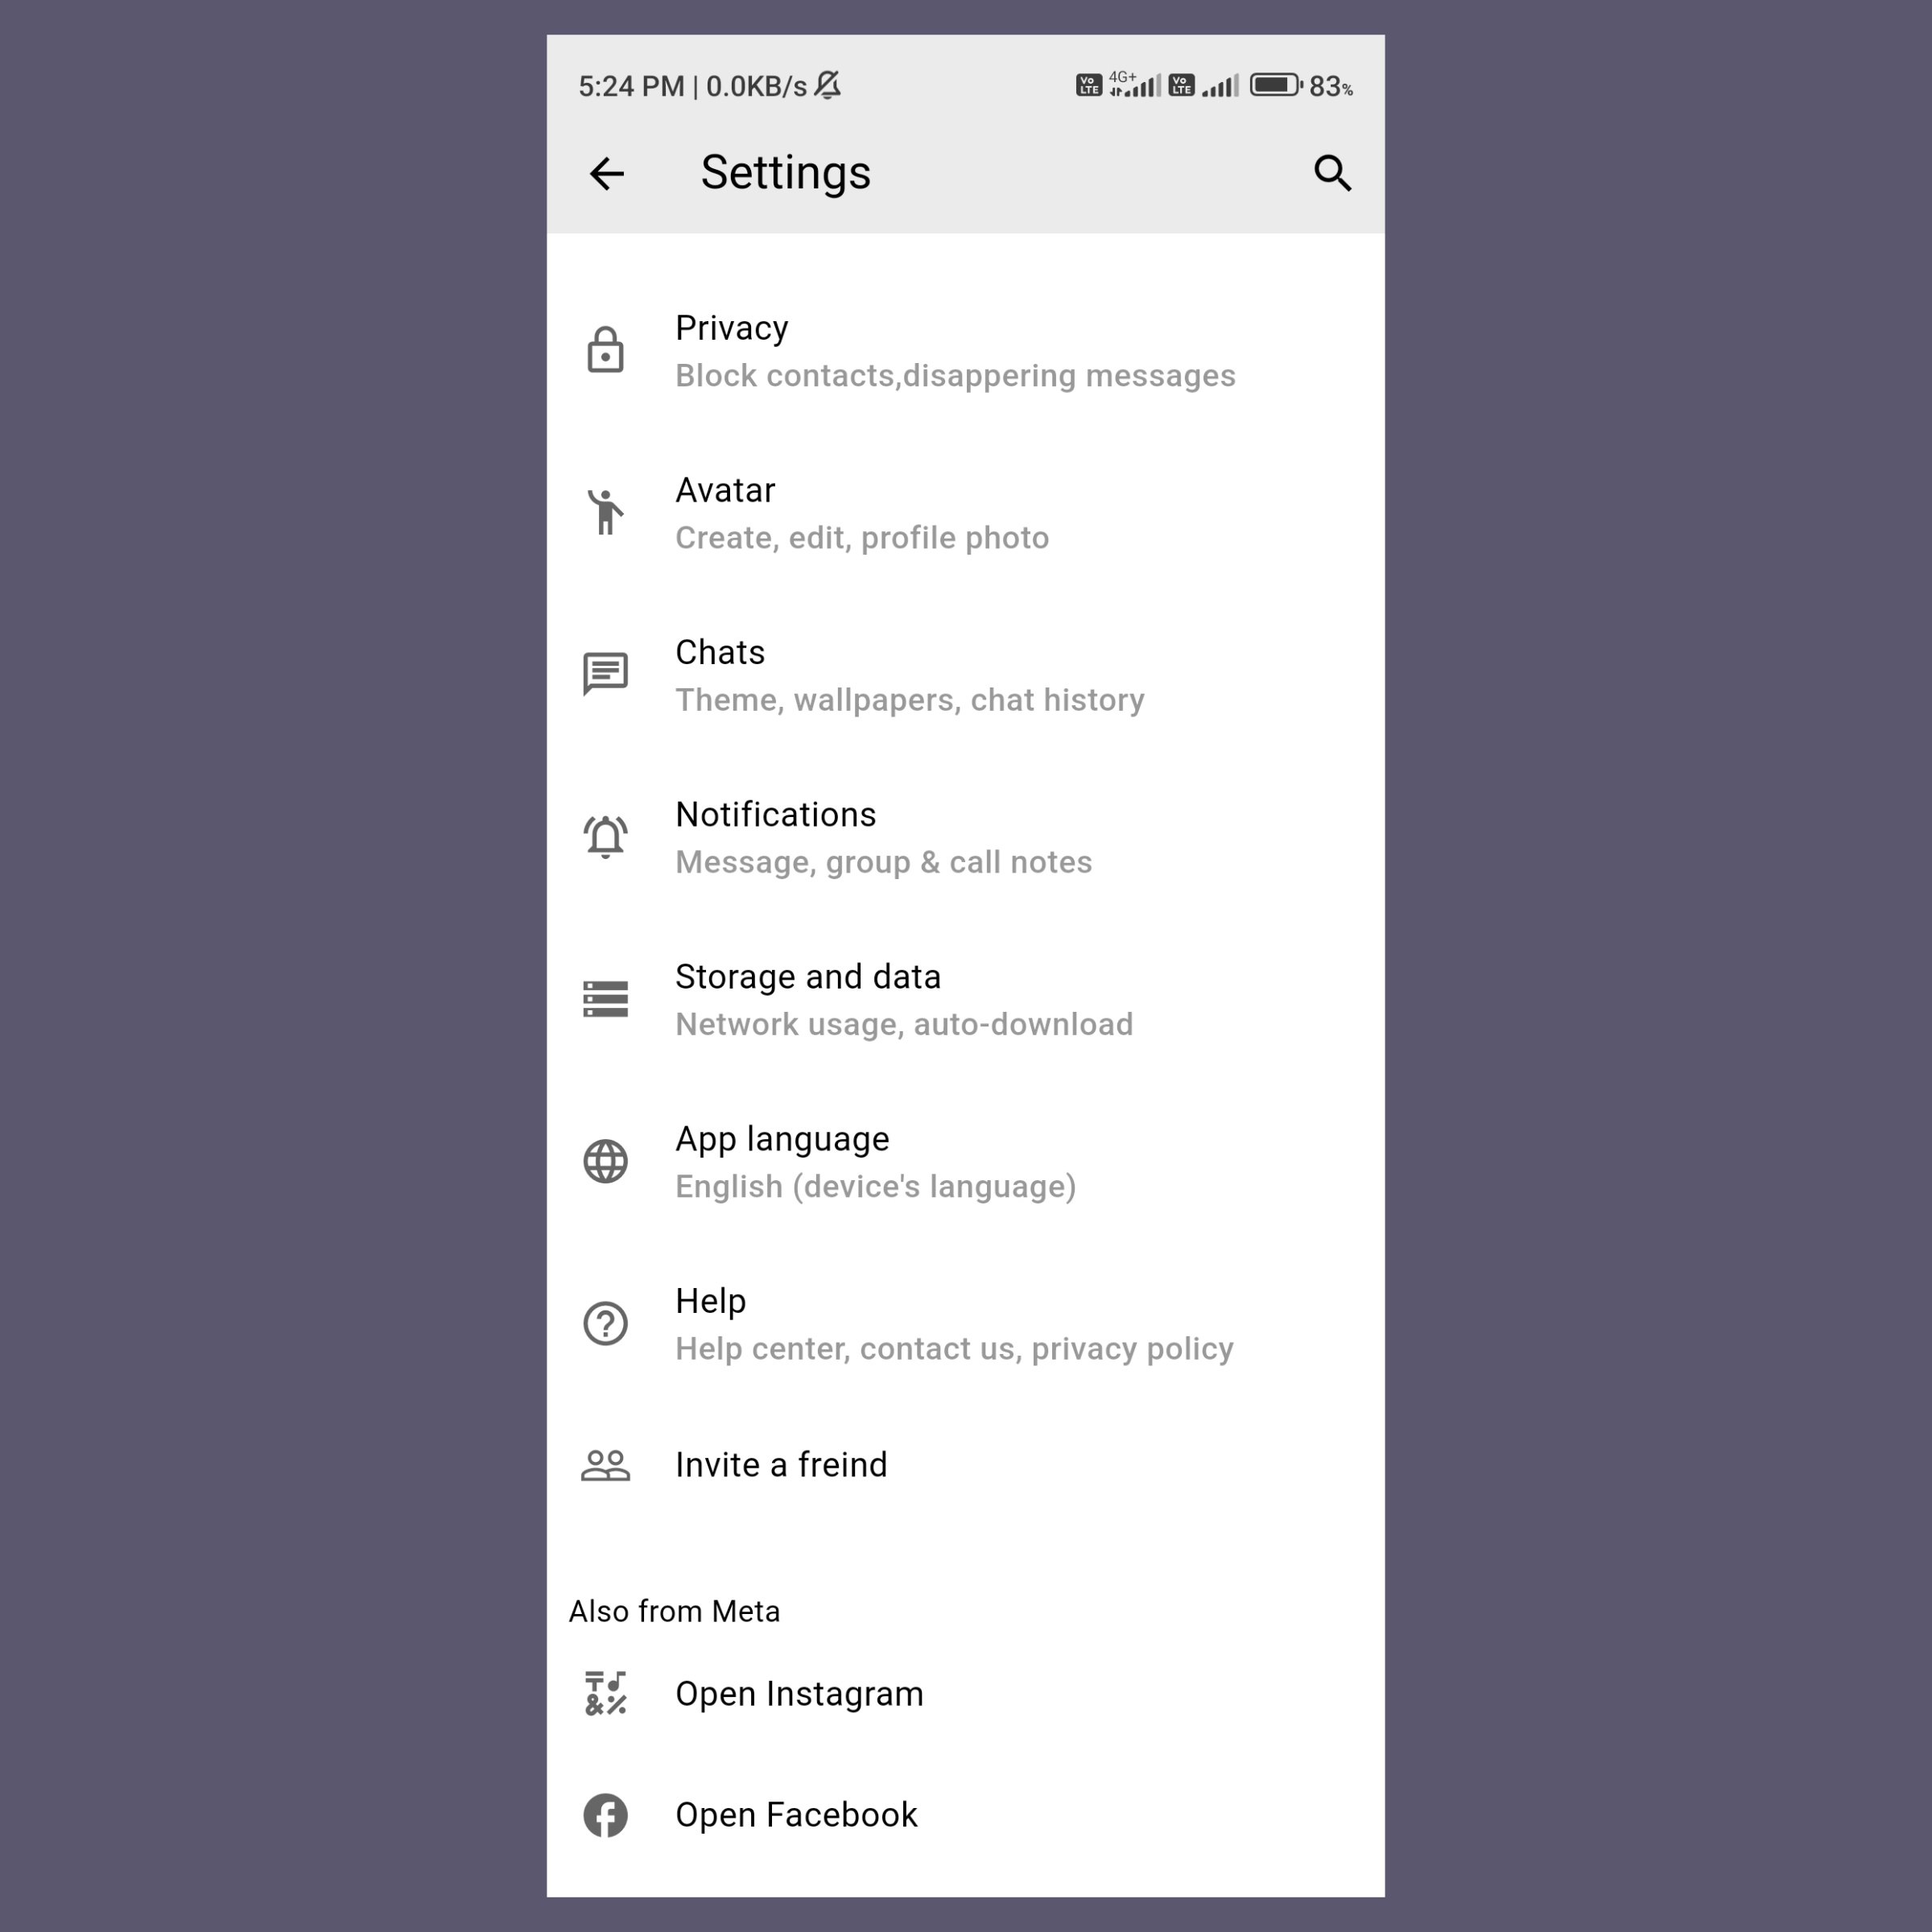 5:24 PM | 0.0KB/s Vo LTE 4G+ Vo LTE 83%
Settings
Privacy
Block contacts,disappering messages
Avatar
Create, edit, profile photo
Chats
Theme, wallpapers, chat history
Notifications
Message, group & call notes
Storage and data
Network usage, auto-download
App language
English (device's language)
Help
Help center, contact us, privacy policy
Invite a freind
Also from Meta
Open Instagram
Open Facebook